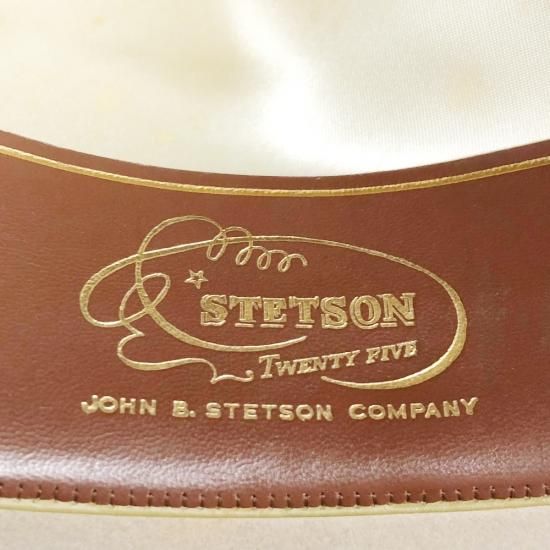 STETSON
TWENTY FIVE
JOHN B. STETSON COMPANY